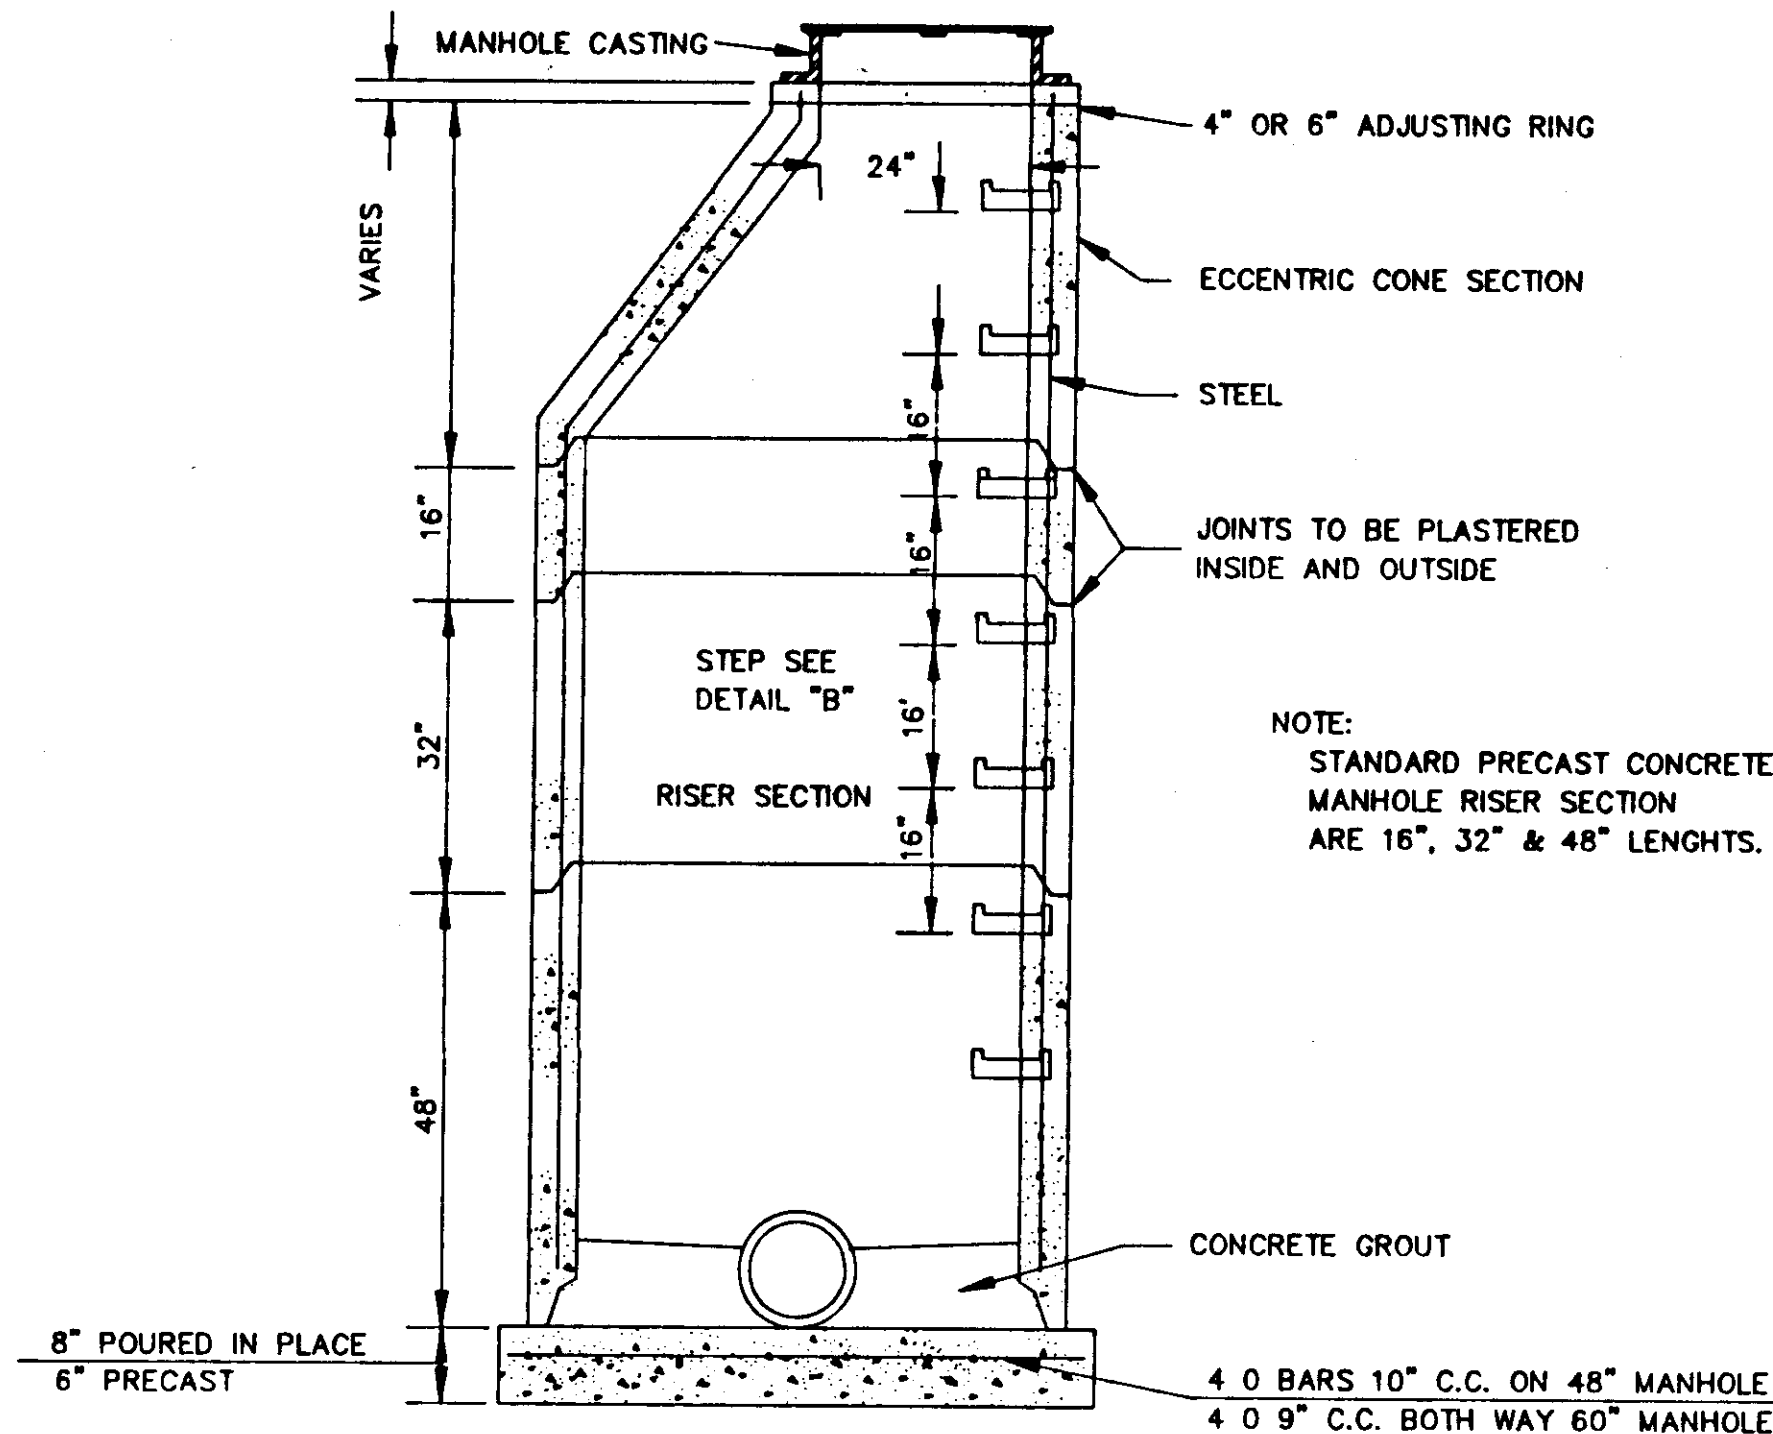 MANHOLE CASTING
4" OR 6" ADJUSTING RING
24"
VARIES
ECCENTRIC CONE SECTION
STEEL
16"
16"
16"
JOINTS TO BE PLASTERED
INSIDE AND OUTSIDE
STEP SEE
DETAIL "B"
16'
32"
NOTE:
STANDARD PRECAST CONCRETE
MANHOLE RISER SECTION
ARE 16", 32" & 48" LENGHTS.
RISER SECTION
16"
48"
CONCRETE GROUT
8" POURED IN PLACE
6" PRECAST
4 0 BARS 10" C.C. ON 48" MANHOLE
4 0 9" C.C. BOTH WAY 60" MANHOLE